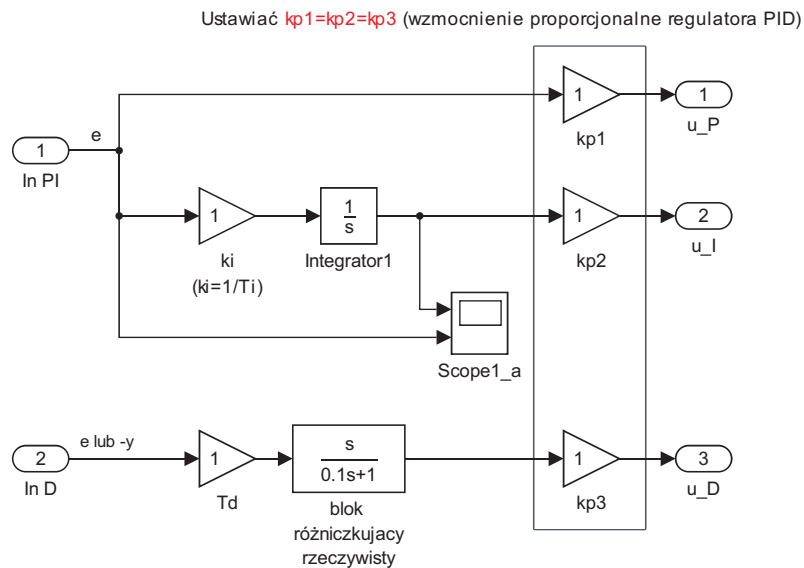 Ustawiać kp1=kp2=kp3 (wzmocnienie proporcjonalne regulatora PID)
1
1
kp1
u_P
e
1
In PI
1
ki
(ki=1/Ti)
1
s
Integrator1
1
kp2
2
u_I
Scope1_a
e lub -y
2
In D
1
Td
s
0.1s+1
blok
różniczkujacy
rzeczywisty
1
kp3
3
u_D